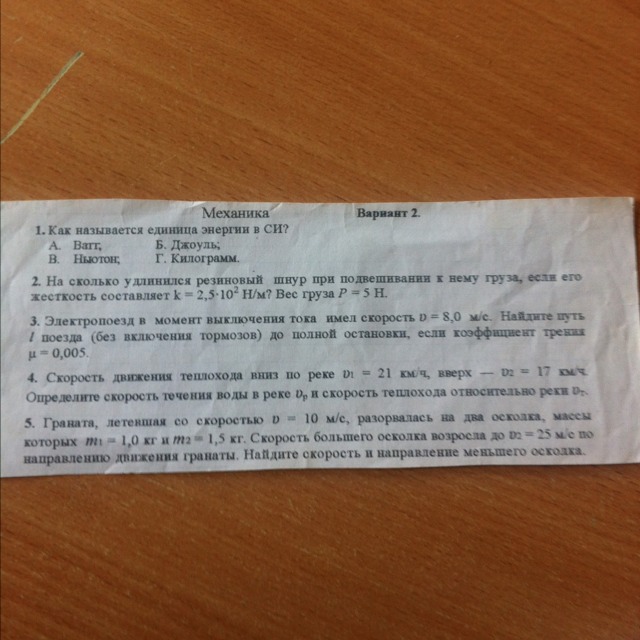 Механика Вариант 2.
1. Как называется единица энергии в СИ?
А. Ватт; Б. Джоуль;
В. Ньютон; Г. Килограмм.
2. На сколько удлинился резиновый шнур при подвешивании к нему груза, если его
жесткость составляет k = 2,5·10² Н/м? Вес груза P = 5 Н.
3. Электропоезд в момент выключения тока имел скорость υ = 8,0 м/с. Найдите путь
l поезда (без включения тормозов) до полной остановки, если коэффициент трения
μ = 0,005.
4. Скорость движения теплохода вниз по реке υ₁ = 21 км/ч, вверх — υ₂ = 17 км/ч.
Определите скорость течения воды в реке υₚ и скорость теплохода относительно реки υₜ.
5. Граната, летевшая со скоростью υ = 10 м/с, разорвалась на два осколка, массы
которых m₁ = 1,0 кг и m₂ = 1,5 кг. Скорость большего осколка возросла до υ₂ = 25 м/с по
направлению движения гранаты. Найдите скорость и направление меньшего осколка.